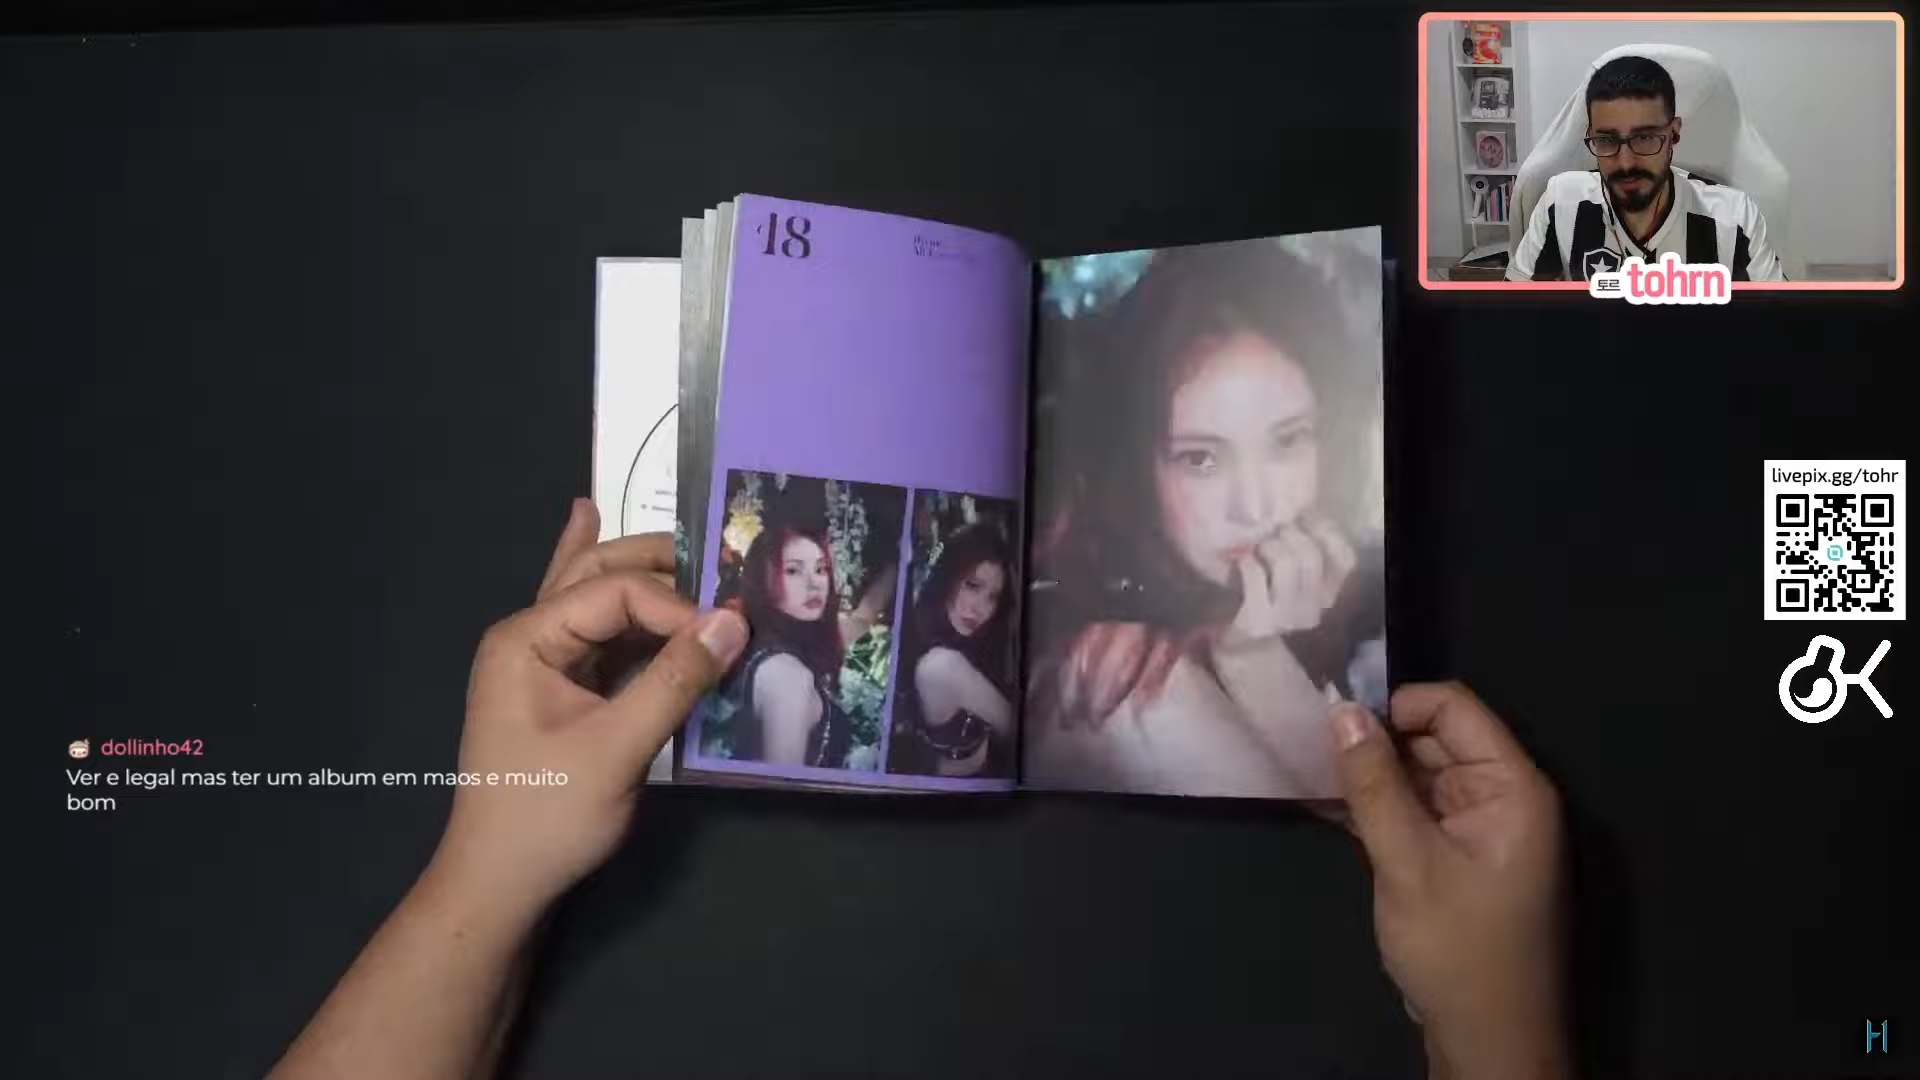 18
토르 tohrn
livepix.gg/tohr
dollinho42
Ver e legal mas ter um album em maos e muito
bom